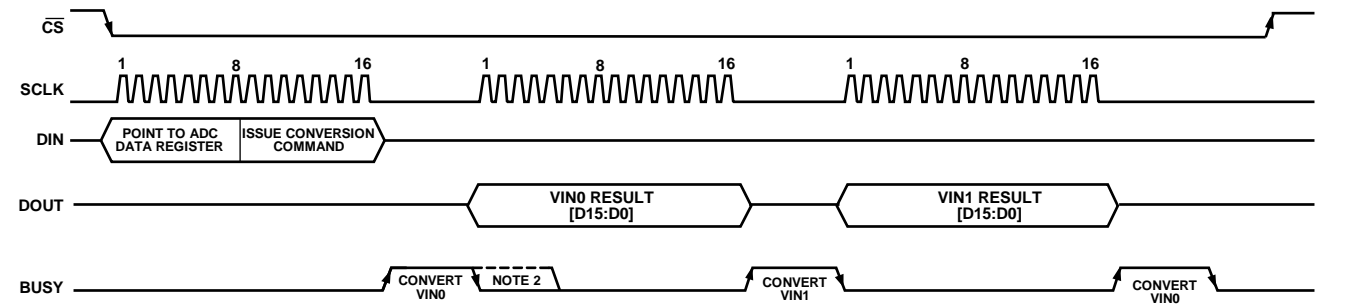 CS
1 8 16 1 8 16 1 8 16
SCLK
DIN
POINT TO ADC
DATA REGISTER
ISSUE CONVERSION
COMMAND
DOUT
VIN0 RESULT
[D15:D0]
VIN1 RESULT
[D15:D0]
BUSY
CONVERT
VIN0
NOTE 2
CONVERT
VIN1
CONVERT
VIN0